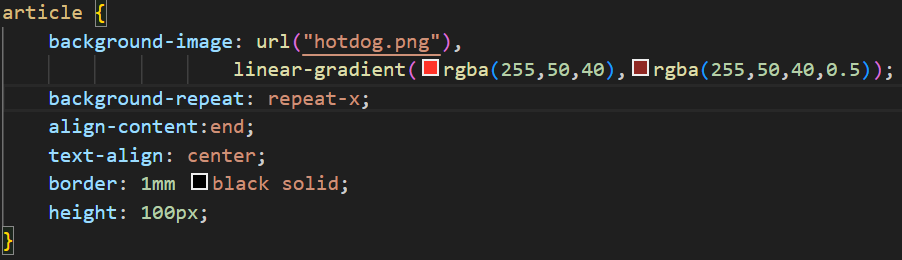 article {
    background-image: url("hotdog.png"),
                    linear-gradient(rgba(255,50,40),rgba(255,50,40,0.5));
    background-repeat: repeat-x;
    align-content:end;
    text-align: center;
    border: 1mm black solid;
    height: 100px;
}